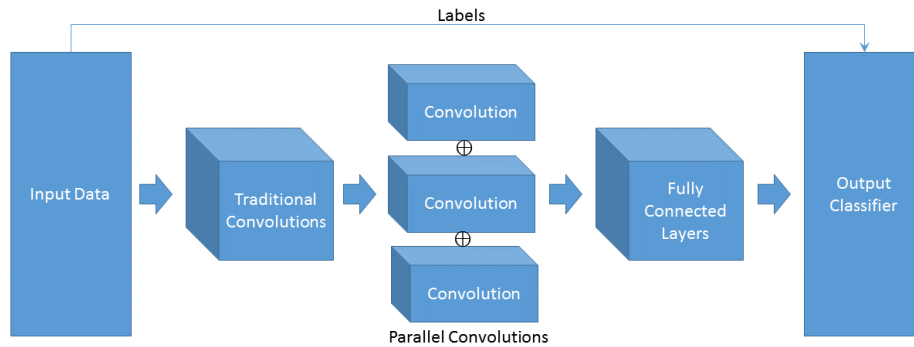 Labels
Input Data
Traditional
Convolutions
Convolution
⊕
Convolution
⊕
Convolution
Parallel Convolutions
Fully
Connected
Layers
Output
Classifier